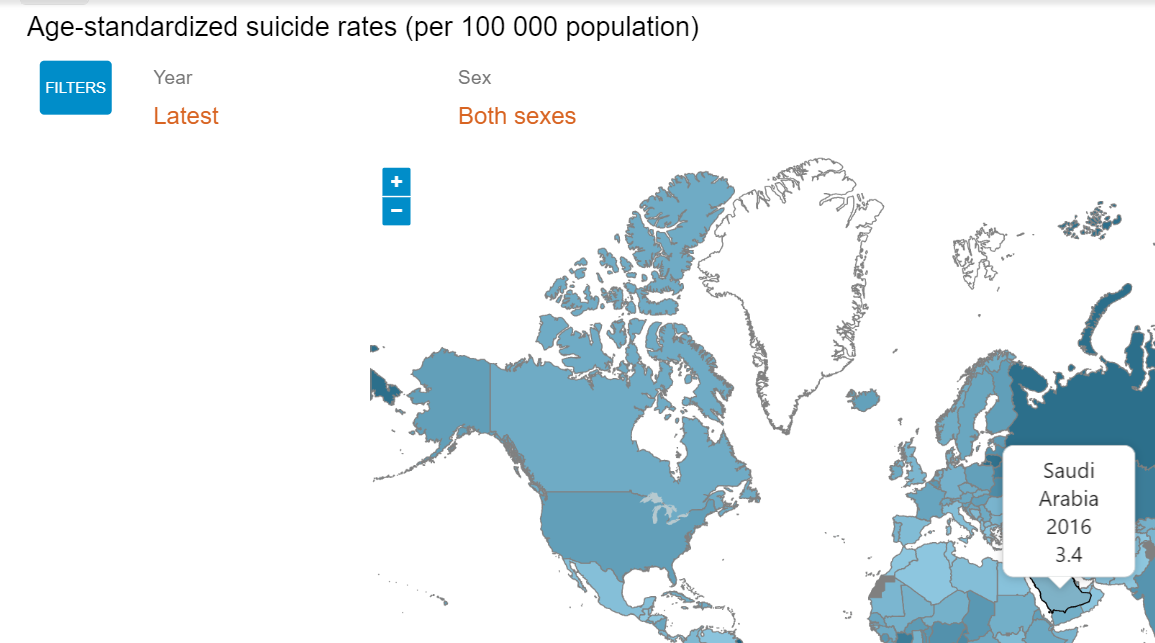 Age-standardized suicide rates (per 100 000 population)
FILTERS
Year
Sex
Latest
Both sexes
+
−
Saudi
Arabia
2016
3.4